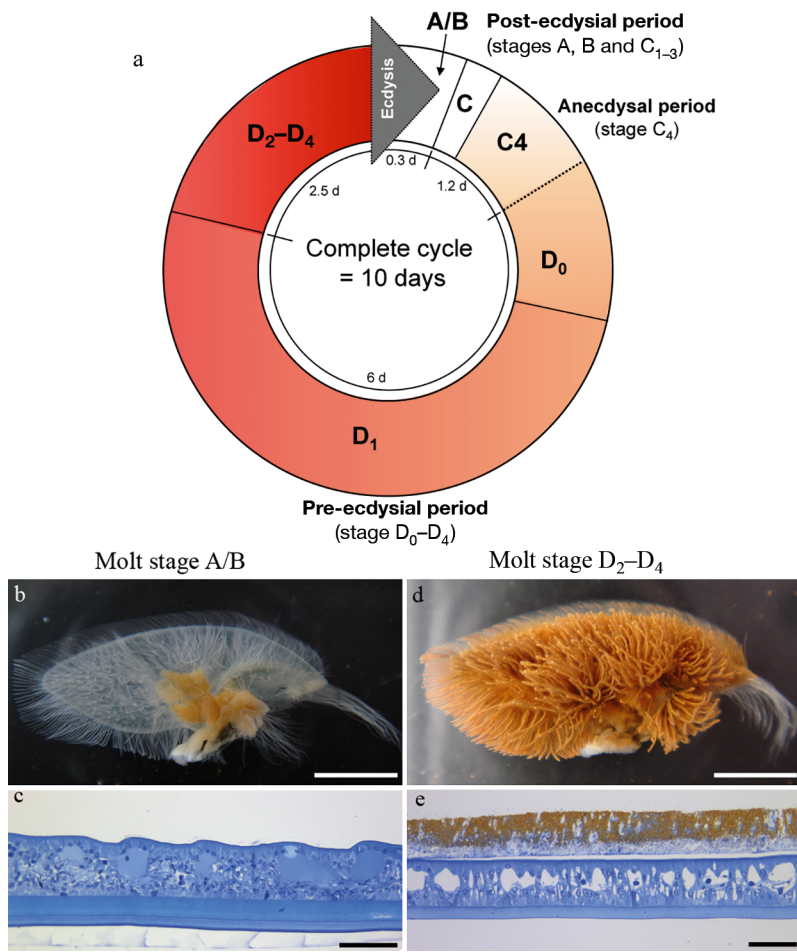 a
A/B
Post-ecdysial period
(stages A, B and C1–3)
Ecdysis
C
Anecdysal period
(stage C4)
C4
D2–D4
0.3 d
1.2 d
2.5 d
Complete cycle
= 10 days
D0
6 d
D1
Pre-ecdysial period
(stage D0–D4)
Molt stage A/B
Molt stage D2–D4
b
d
c
e